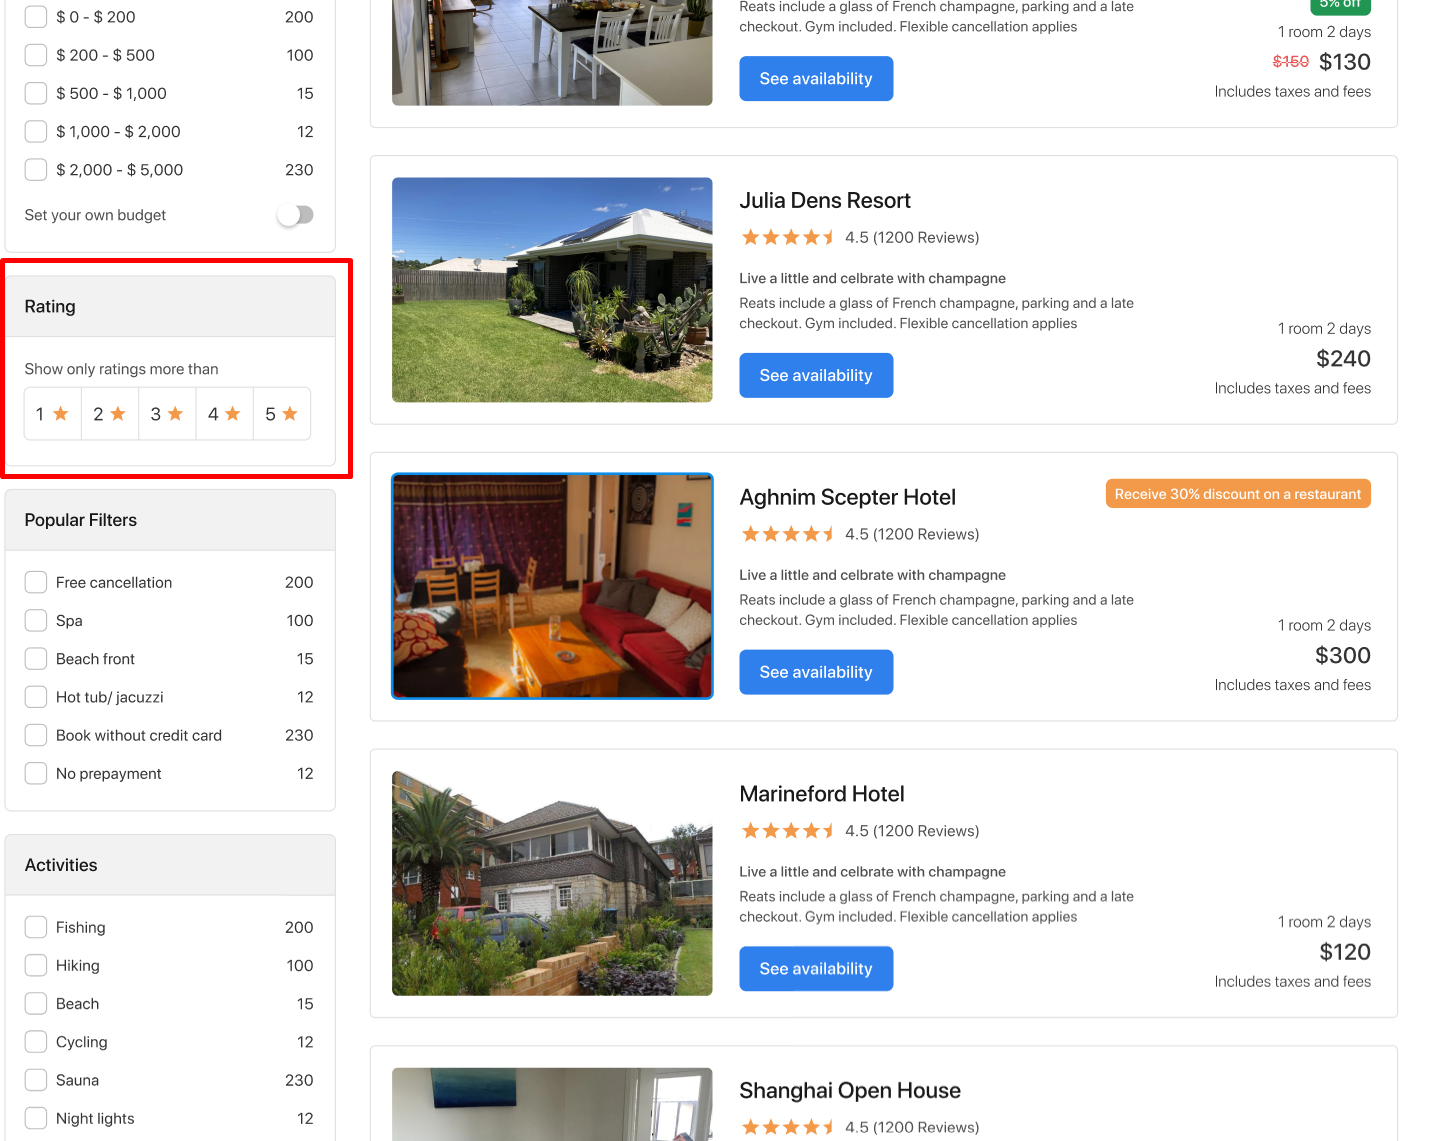 $ 0 - $ 200 200
$ 200 - $ 500 100
$ 500 - $ 1,000 15
$ 1,000 - $ 2,000 12
$ 2,000 - $ 5,000 230
Set your own budget
Rating
Show only ratings more than
1 2 3 4 5
Popular Filters
Free cancellation 200
Spa 100
Beach front 15
Hot tub/ jacuzzi 12
Book without credit card 230
No prepayment 12
Activities
Fishing 200
Hiking 100
Beach 15
Cycling 12
Sauna 230
Night lights 12
Reats include a glass of French champagne, parking and a late
checkout. Gym included. Flexible cancellation applies
See availability
5% off
1 room 2 days
$150 $130
Includes taxes and fees
Julia Dens Resort
4.5 (1200 Reviews)
Live a little and celbrate with champagne
Reats include a glass of French champagne, parking and a late
checkout. Gym included. Flexible cancellation applies
See availability
1 room 2 days
$240
Includes taxes and fees
Aghnim Scepter Hotel
Receive 30% discount on a restaurant
4.5 (1200 Reviews)
Live a little and celbrate with champagne
Reats include a glass of French champagne, parking and a late
checkout. Gym included. Flexible cancellation applies
See availability
1 room 2 days
$300
Includes taxes and fees
Marineford Hotel
4.5 (1200 Reviews)
Live a little and celbrate with champagne
Reats include a glass of French champagne, parking and a late
checkout. Gym included. Flexible cancellation applies
See availability
1 room 2 days
$120
Includes taxes and fees
Shanghai Open House
4.5 (1200 Reviews)